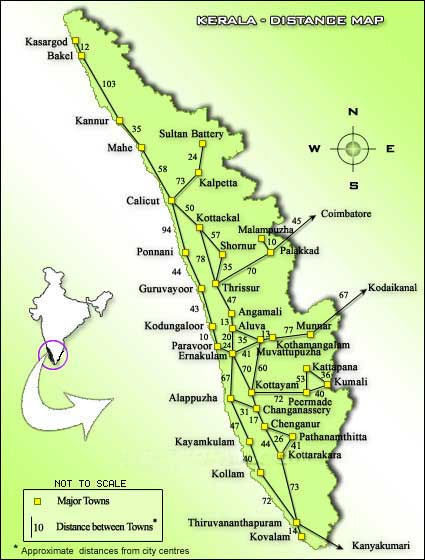 KERALA - DISTANCE MAP
Kasargod
12
Bakel
103
Kannur
35
Sultan Battery
Mahe
24
58
Kalpetta
73
N
W E
S
Calicut
50
Kottackal
45
Coimbatore
94
57
Malampuzha
10
Shornur
Palakkad
Ponnani
78
35
70
44
Thrissur
Guruvayoor
67
Kodaikanal
47
43
Angamali
13
Kodungaloor
Aluva
Munnar
13
77
10
20
35
Kothamangalam
Paravoor
24
Muvattupuzha
Ernakulam
41
70
60
Kattapana
53
36
Kumali
67
Kottayam
72
40
Peermade
Alappuzha
31
Changanassery
17
Chenganur
47
44
26
Pathanamthitta
41
Kayamkulam
Kottarakara
40
Kollam
73
72
Thiruvananthapuram
14
Kovalam
Kanyakumari
NOT TO SCALE
Major Towns
10 Distance between Towns*
* Approximate distances from city centres